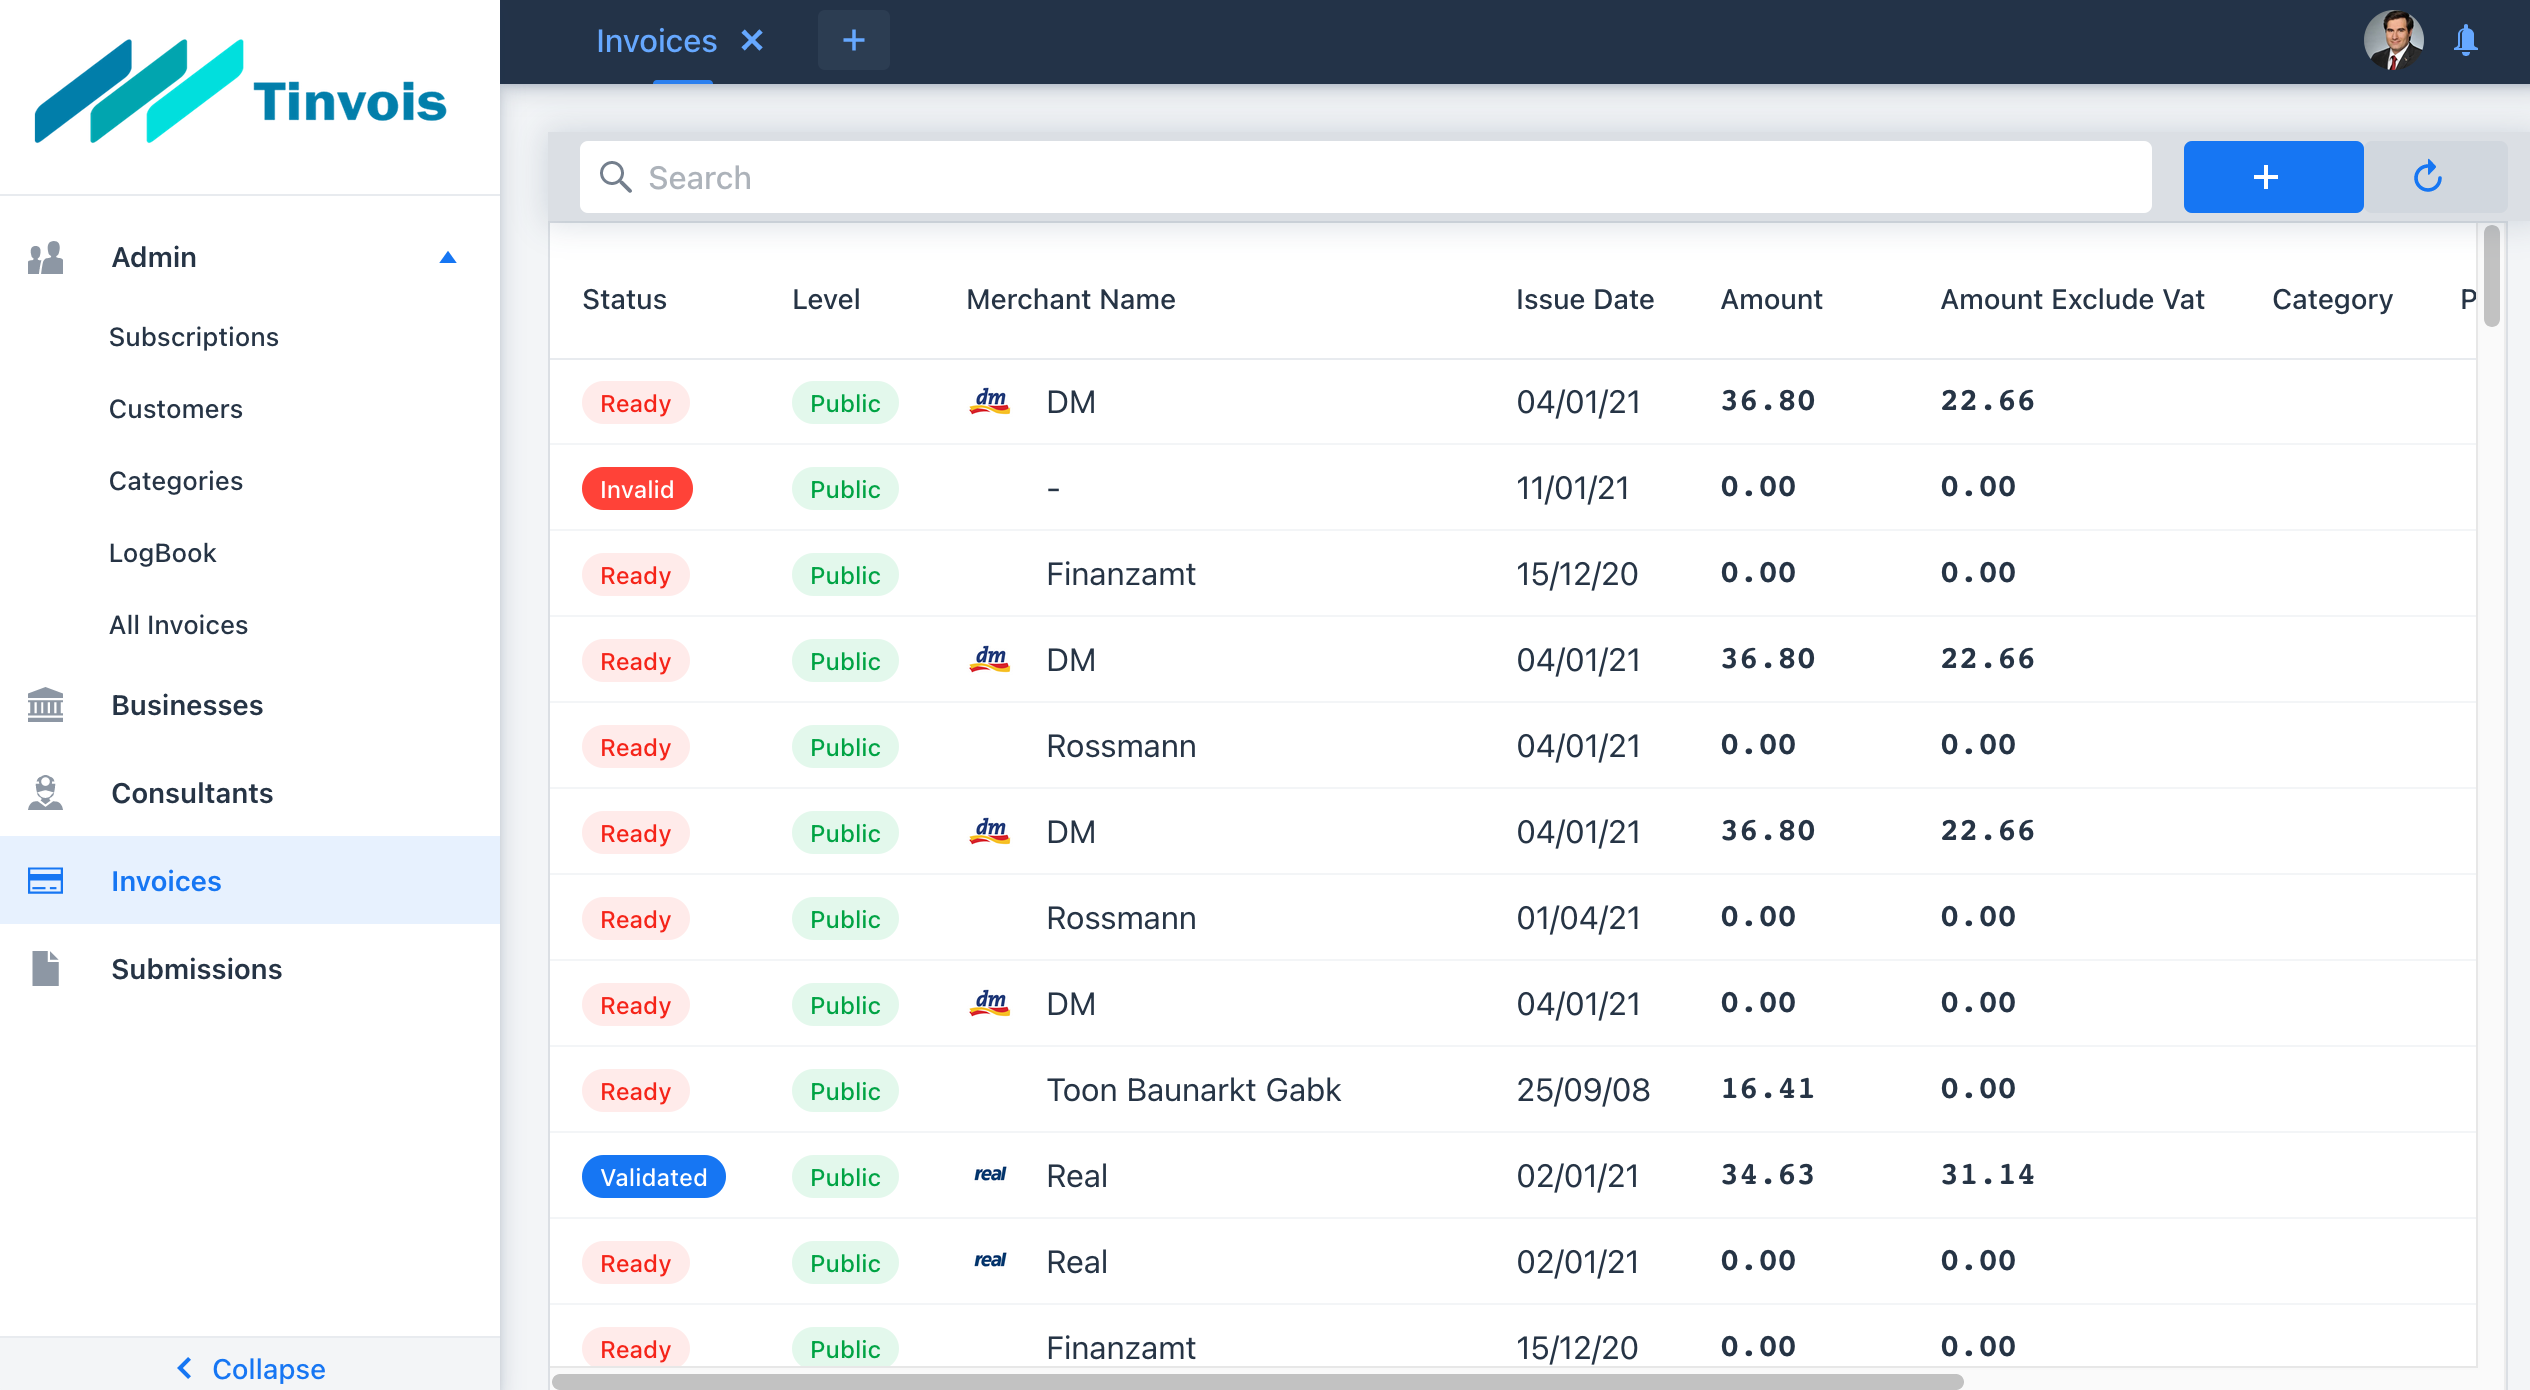 Tinvois
Invoices
Search
Admin
Subscriptions
Customers
Categories
LogBook
All Invoices
Businesses
Consultants
Invoices
Submissions
Collapse
Status Level Merchant Name Issue Date Amount Amount Exclude Vat Category P
Ready Public dm DM 04/01/21 36.80 22.66
Invalid Public - 11/01/21 0.00 0.00
Ready Public Finanzamt 15/12/20 0.00 0.00
Ready Public dm DM 04/01/21 36.80 22.66
Ready Public Rossmann 04/01/21 0.00 0.00
Ready Public dm DM 04/01/21 36.80 22.66
Ready Public Rossmann 01/04/21 0.00 0.00
Ready Public dm DM 04/01/21 0.00 0.00
Ready Public Toon Baunarkt Gabk 25/09/08 16.41 0.00
Validated Public real Real 02/01/21 34.63 31.14
Ready Public real Real 02/01/21 0.00 0.00
Ready Public Finanzamt 15/12/20 0.00 0.00